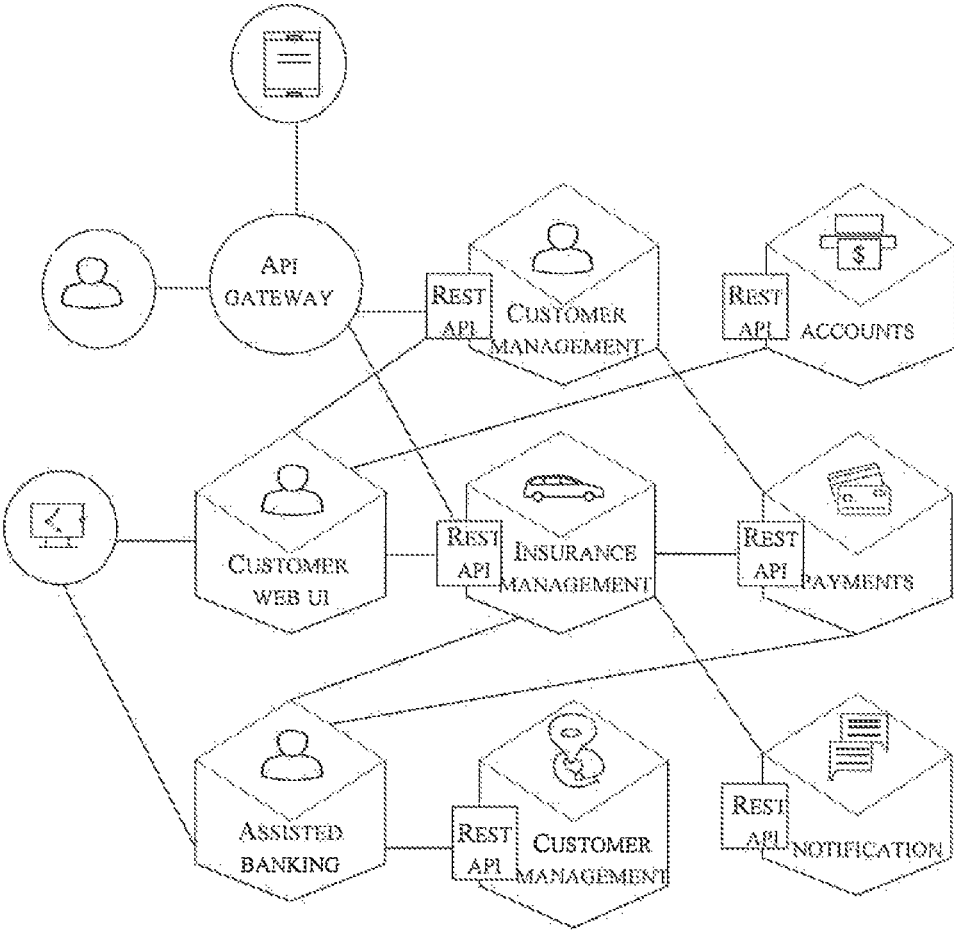 API
GATEWAY
REST
API
CUSTOMER
MANAGEMENT
REST
API
ACCOUNTS
$
CUSTOMER
WEB UI
REST
API
INSURANCE
MANAGEMENT
REST
API
PAYMENTS
ASSISTED
BANKING
REST
API
CUSTOMER
MANAGEMENT
REST
API
NOTIFICATION